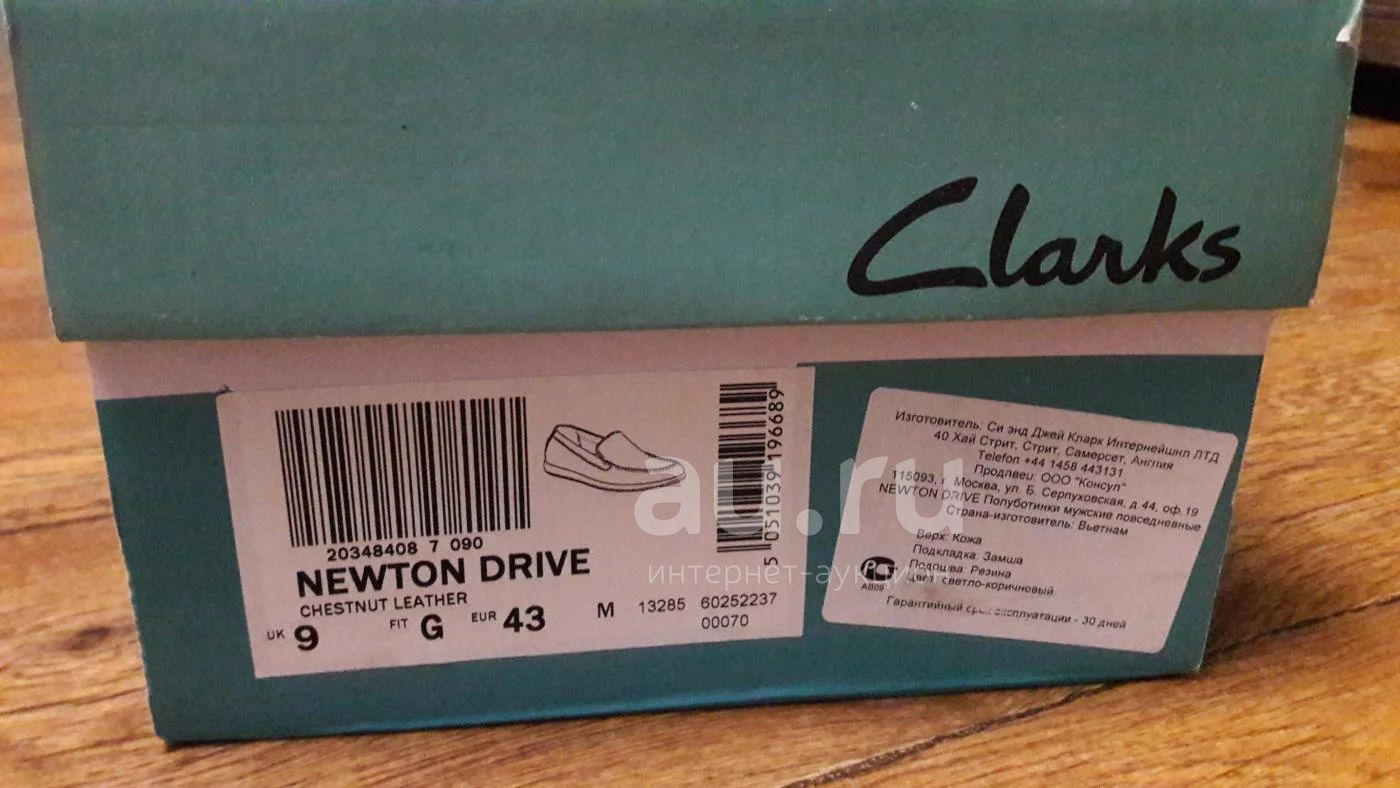 Clarks
20348408 7 090
NEWTON DRIVE
CHESTNUT LEATHER
UK 9 FIT G EUR 43 M 13285 60252237
00070
5 051039 196689
Изготовитель: Си энд Джей Кларк Интернейшнл ЛТД
40 Хай Стрит, Стрит, Самерсет, Англия
Telefon +44 1458 443131
Продавец: ООО "Консул"
115093, г. Москва, ул. Б. Серпуховская, д.44, оф.19
NEWTON DRIVE Полуботинки мужские повседневные
Страна-изготовитель: Вьетнам
Верх: Кожа
Подкладка: Замша
Подошва: Резина
Цвет: светло-коричневый
АВ09
Гарантийный срок эксплуатации - 30 дней
au.ru
интернет-аукцион